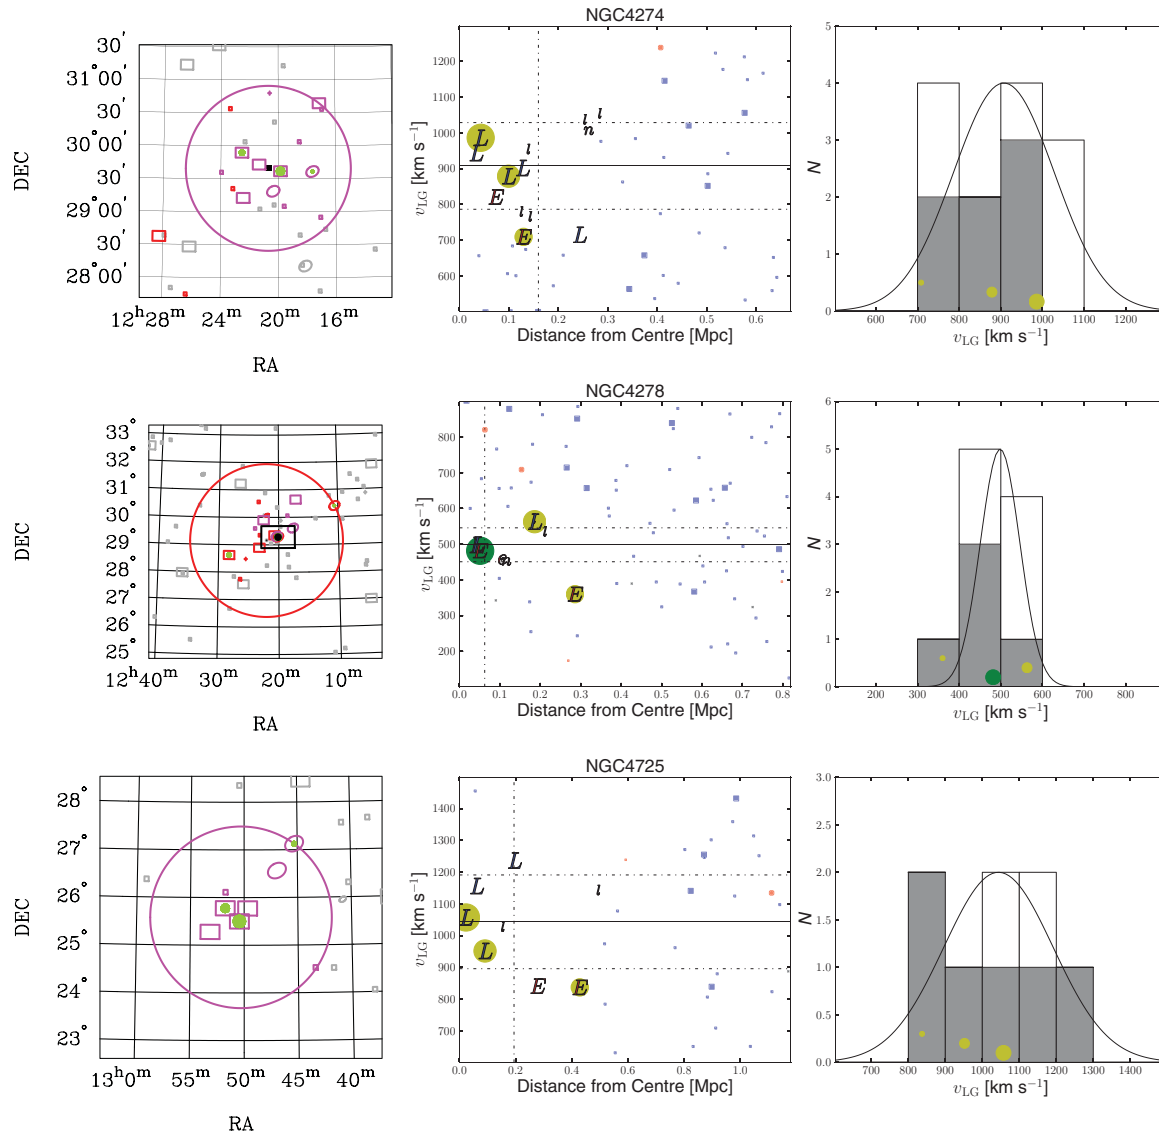 NGC4274
30′
31°00′
30′
30°00′
30′
29°00′
30′
28°00′
DEC
12ʰ28ᵐ 24ᵐ 20ᵐ 16ᵐ
RA
1200
1100
1000
900
800
700
600
v_LG [km s⁻¹]
L
L
L
E
E
L
L
l
l
l
l
l
n
0.0 0.1 0.2 0.3 0.4 0.5 0.6
Distance from Centre [Mpc]
5
4
3
2
1
0
N
600 700 800 900 1000 1100 1200
v_LG [km s⁻¹]
NGC4278
33°
32°
31°
30°
29°
28°
27°
26°
25°
DEC
12ʰ40ᵐ 30ᵐ 20ᵐ 10ᵐ
RA
800
700
600
500
400
300
200
v_LG [km s⁻¹]
L
l
E
E
n
0.0 0.1 0.2 0.3 0.4 0.5 0.6 0.7 0.8
Distance from Centre [Mpc]
6
5
4
3
2
1
0
N
200 300 400 500 600 700 800
v_LG [km s⁻¹]
NGC4725
28°
27°
26°
25°
24°
23°
DEC
13ʰ0ᵐ 55ᵐ 50ᵐ 45ᵐ 40ᵐ
RA
1400
1300
1200
1100
1000
900
800
700
600
v_LG [km s⁻¹]
L
L
l
L
l
L
E
E
0.0 0.2 0.4 0.6 0.8 1.0
Distance from Centre [Mpc]
3.0
2.5
2.0
1.5
1.0
0.5
0.0
N
600 700 800 900 1000 1100 1200 1300 1400
v_LG [km s⁻¹]